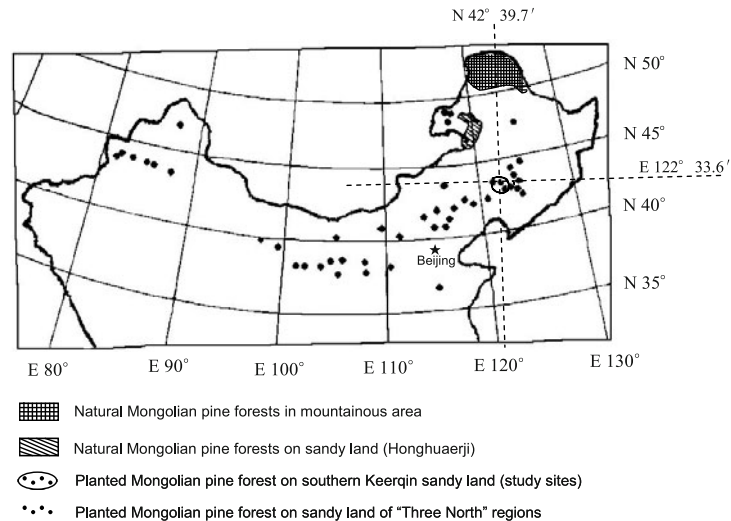 N 42° 39.7′
N 50°
N 45°
E 122° 33.6′
N 40°
Beijing
N 35°
E 80° E 90° E 100° E 110° E 120° E 130°
Natural Mongolian pine forests in mountainous area
Natural Mongolian pine forests on sandy land (Honghuaerji)
Planted Mongolian pine forest on southern Keerqin sandy land (study sites)
Planted Mongolian pine forest on sandy land of “Three North” regions